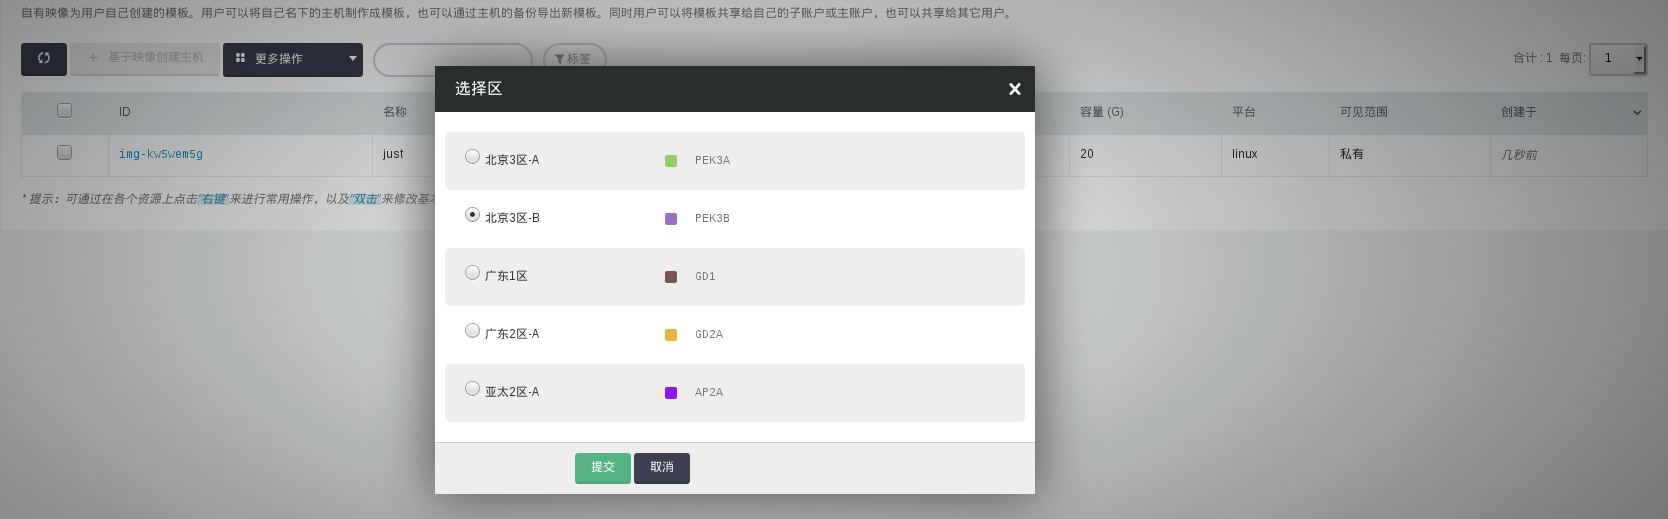 自有映像为用户自己创建的模板。用户可以将自己名下的主机制作成模板，也可以通过主机的备份导出新模板。同时用户可以将模板共享给自己的子账户或主账户，也可以共享给其它用户。
+ 基于映像创建主机 更多操作 标签 合计 : 1 每页: 1
选择区
ID 名称 容量 (G) 平台 可见范围 创建于
img-kw5wem5g just 20 linux 私有 几秒前
* 提示：可通过在各个资源上点击"右键"来进行常用操作，以及"双击"来修改基本
北京3区-A PEK3A
北京3区-B PEK3B
广东1区 GD1
广东2区-A GD2A
亚太2区-A AP2A
提交 取消